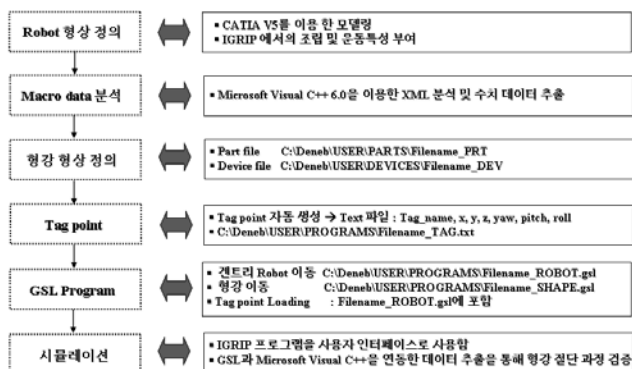 Robot 형상 정의
▪ CATIA V5를 이용 한 모델링
▪ IGRIP 에서의 조립 및 운동특성 부여
Macro data 분석
▪ Microsoft Visual C++ 6.0을 이용한 XML 분석 및 수치 데이터 추출
형강 형상 정의
▪ Part file C:\Deneb\USER\PARTS\Filename_PRT
▪ Device file C:\Deneb\USER\DEVICES\Filename_DEV
Tag point
▪ Tag point 자동 생성 → Text 파일 : Tag_name, x, y, z, yaw, pitch, roll
▪ C:\Deneb\USER\PROGRAMS\Filename_TAG.txt
GSL Program
▪ 겐트리 Robot 이동 C:\Deneb\USER\PROGRAMS\Filename_ROBOT.gsl
▪ 형강 이동 C:\Deneb\USER\PROGRAMS\Filename_SHAPE.gsl
▪ Tag point Loading : Filename_ROBOT.gsl에 포함
시뮬레이션
▪ IGRIP 프로그램을 사용자 인터페이스로 사용함
▪ GSL과 Microsoft Visual C++을 연동한 데이터 추출을 통해 형강 절단 과정 검증